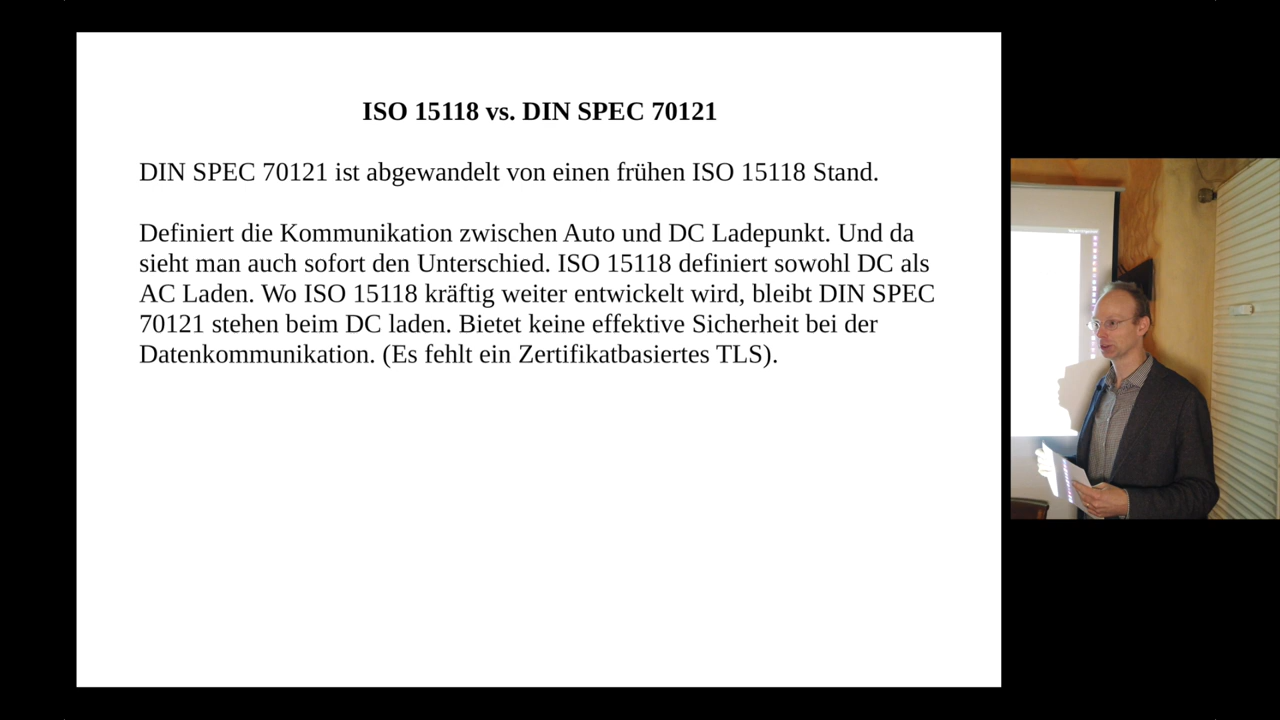 ISO 15118 vs. DIN SPEC 70121
DIN SPEC 70121 ist abgewandelt von einen frühen ISO 15118 Stand.
Definiert die Kommunikation zwischen Auto und DC Ladepunkt. Und da
sieht man auch sofort den Unterschied. ISO 15118 definiert sowohl DC als
AC Laden. Wo ISO 15118 kräftig weiter entwickelt wird, bleibt DIN SPEC
70121 stehen beim DC laden. Bietet keine effektive Sicherheit bei der
Datenkommunikation. (Es fehlt ein Zertifikatbasiertes TLS).